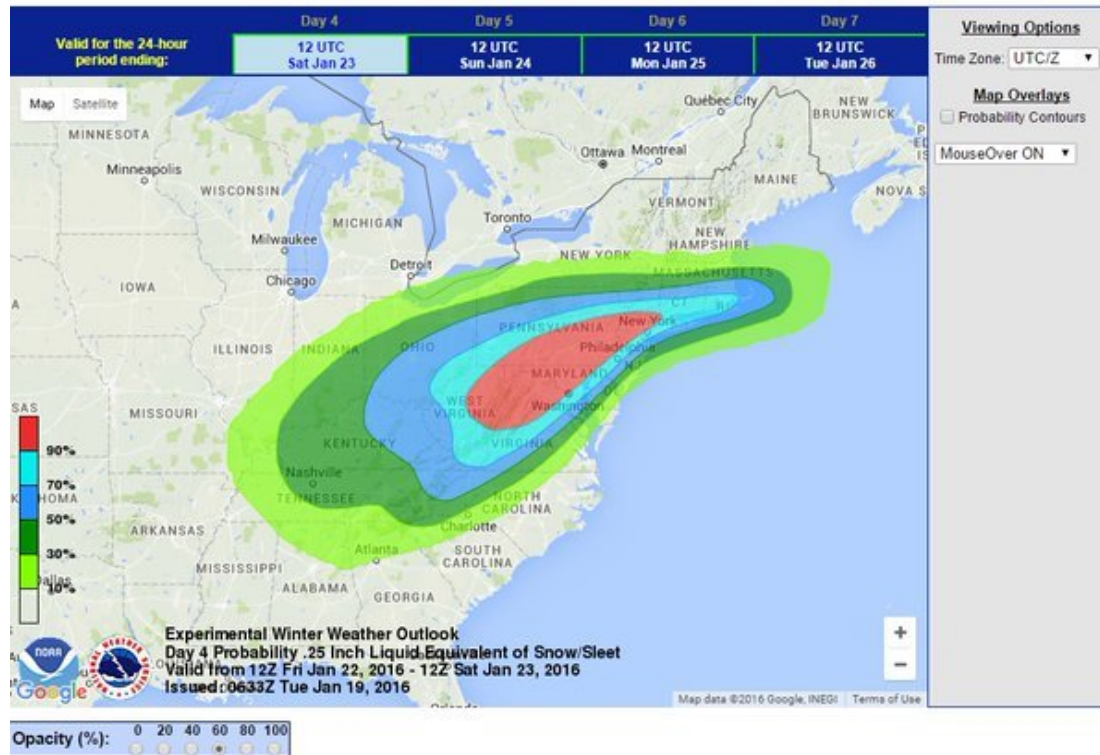 Day 4 Day 5 Day 6 Day 7
Valid for the 24-hour
period ending:
12 UTC
Sat Jan 23
12 UTC
Sun Jan 24
12 UTC
Mon Jan 25
12 UTC
Tue Jan 26
Viewing Options
Time Zone: UTC/Z
Map Overlays
Probability Contours
MouseOver ON
Map Satellite
Québec City
NEW
BRUNSWICK
MINNESOTA
Ottawa Montreal
Minneapolis
MAINE
WISCONSIN
NOVA S
VERMONT
MICHIGAN
Toronto
NEW
HAMPSHIRE
Milwaukee
NEW YORK
Detroit
MASSACHUSETTS
Chicago
IOWA
CT RI
PENNSYLVANIA New York
ILLINOIS INDIANA OHIO
Philadelphia
NJ
MARYLAND
DE
WEST
VIRGINIA
Washington
MISSOURI
SAS
KENTUCKY
VIRGINIA
90%
Nashville
70%
TENNESSEE
NORTH
CAROLINA
HOMA
50%
Charlotte
ARKANSAS
30%
Atlanta
SOUTH
CAROLINA
MISSISSIPPI
Dallas
10%
ALABAMA
GEORGIA
Experimental Winter Weather Outlook
Day 4 Probability .25 Inch Liquid Equivalent of Snow/Sleet
Valid from 12Z Fri Jan 22, 2016 - 12Z Sat Jan 23, 2016
Issued: 0633Z Tue Jan 19, 2016
NOAA
Google
+
−
Map data ©2016 Google, INEGI Terms of Use
Opacity (%): 0 20 40 60 80 100